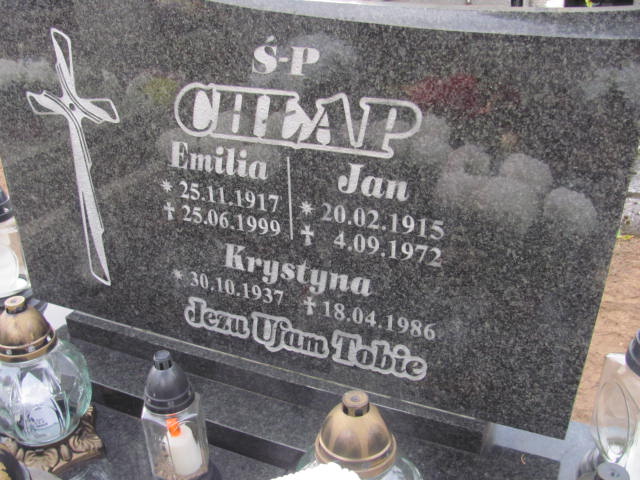 Ś-P
CHŁAP
Emilia
* 25.11.1917
✝ 25.06.1999
Jan
* 20.02.1915
✝ 4.09.1972
Krystyna
* 30.10.1937 ✝ 18.04.1986
Jezu Ufam Tobie